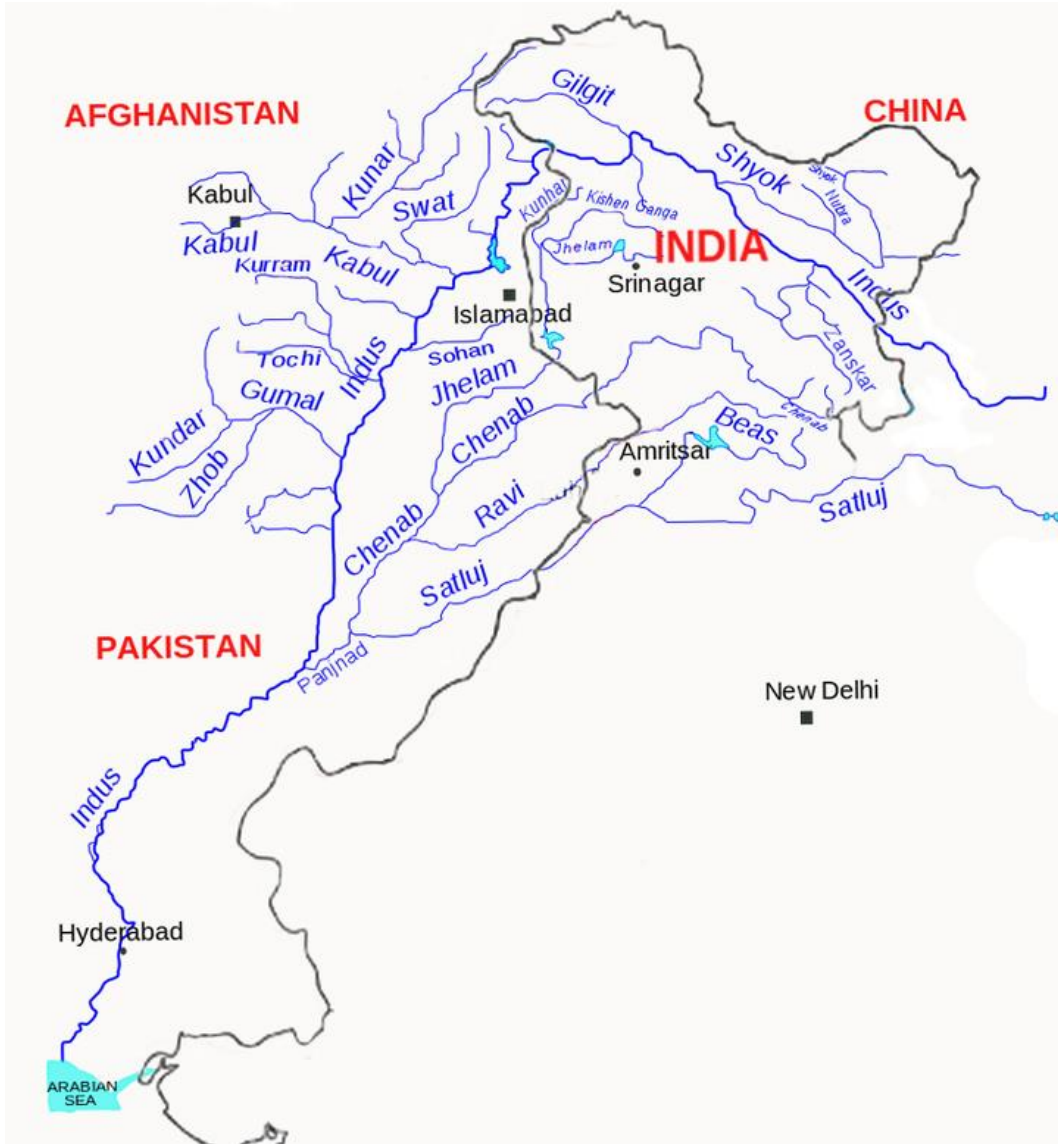 Gilgit
AFGHANISTAN
CHINA
Kunar
Shyok
Shyok
Nubra
Kabul
Swat
Kunhar
Kishen Ganga
Kabul
Kabul
Kurram
Jhelam
INDIA
Srinagar
Indus
Islamabad
Indus
Sohan
Zanskar
Tochi
Gumal
Jhelam
Chenab
Chenab
Beas
Kundar
Zhob
Amritsar
Ravi
Satluj
Chenab
Satluj
PAKISTAN
Panjnad
New Delhi
Indus
Hyderabad
ARABIAN
SEA